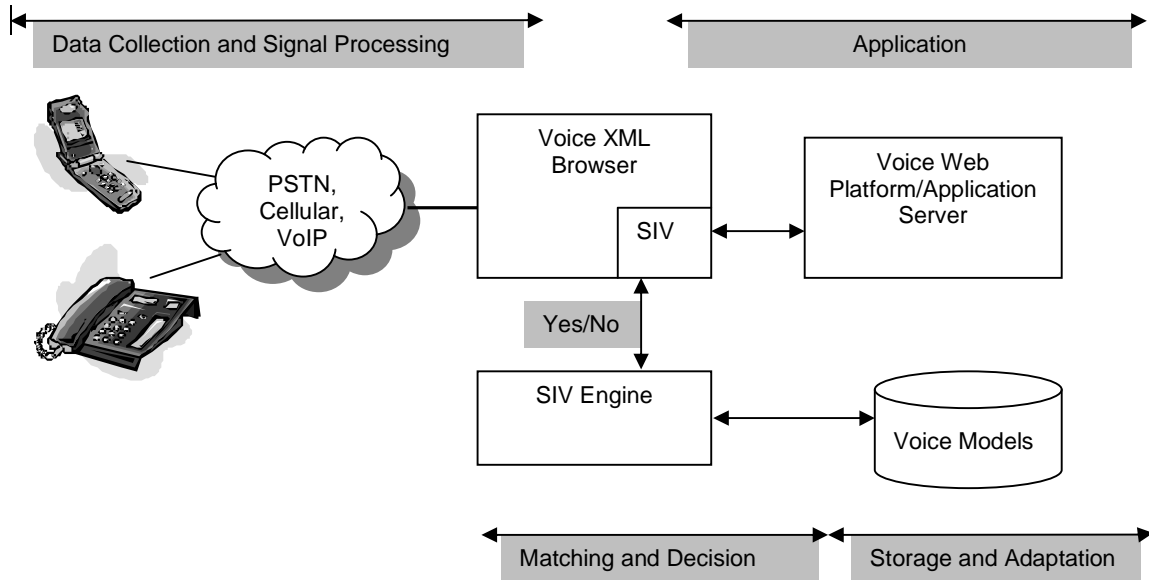 Data Collection and Signal Processing
Application
Voice XML
Browser
PSTN,
Cellular,
VoIP
SIV
Voice Web
Platform/Application
Server
Yes/No
SIV Engine
Voice Models
Matching and Decision
Storage and Adaptation